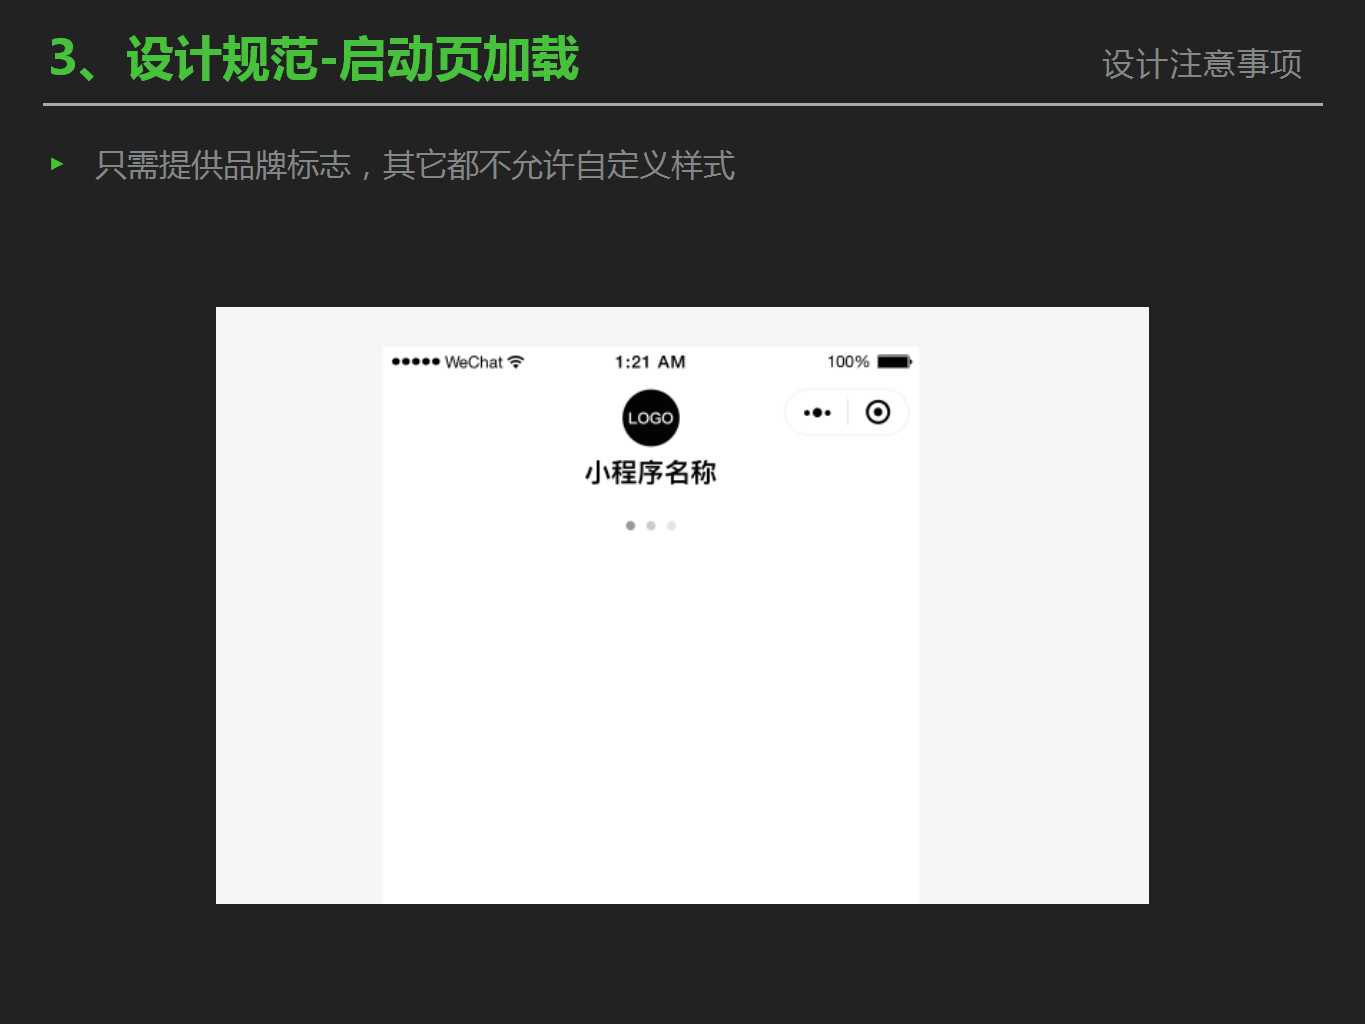 3、设计规范-启动页加载
设计注意事项
只需提供品牌标志，其它都不允许自定义样式
WeChat 1:21 AM 100%
LOGO
小程序名称